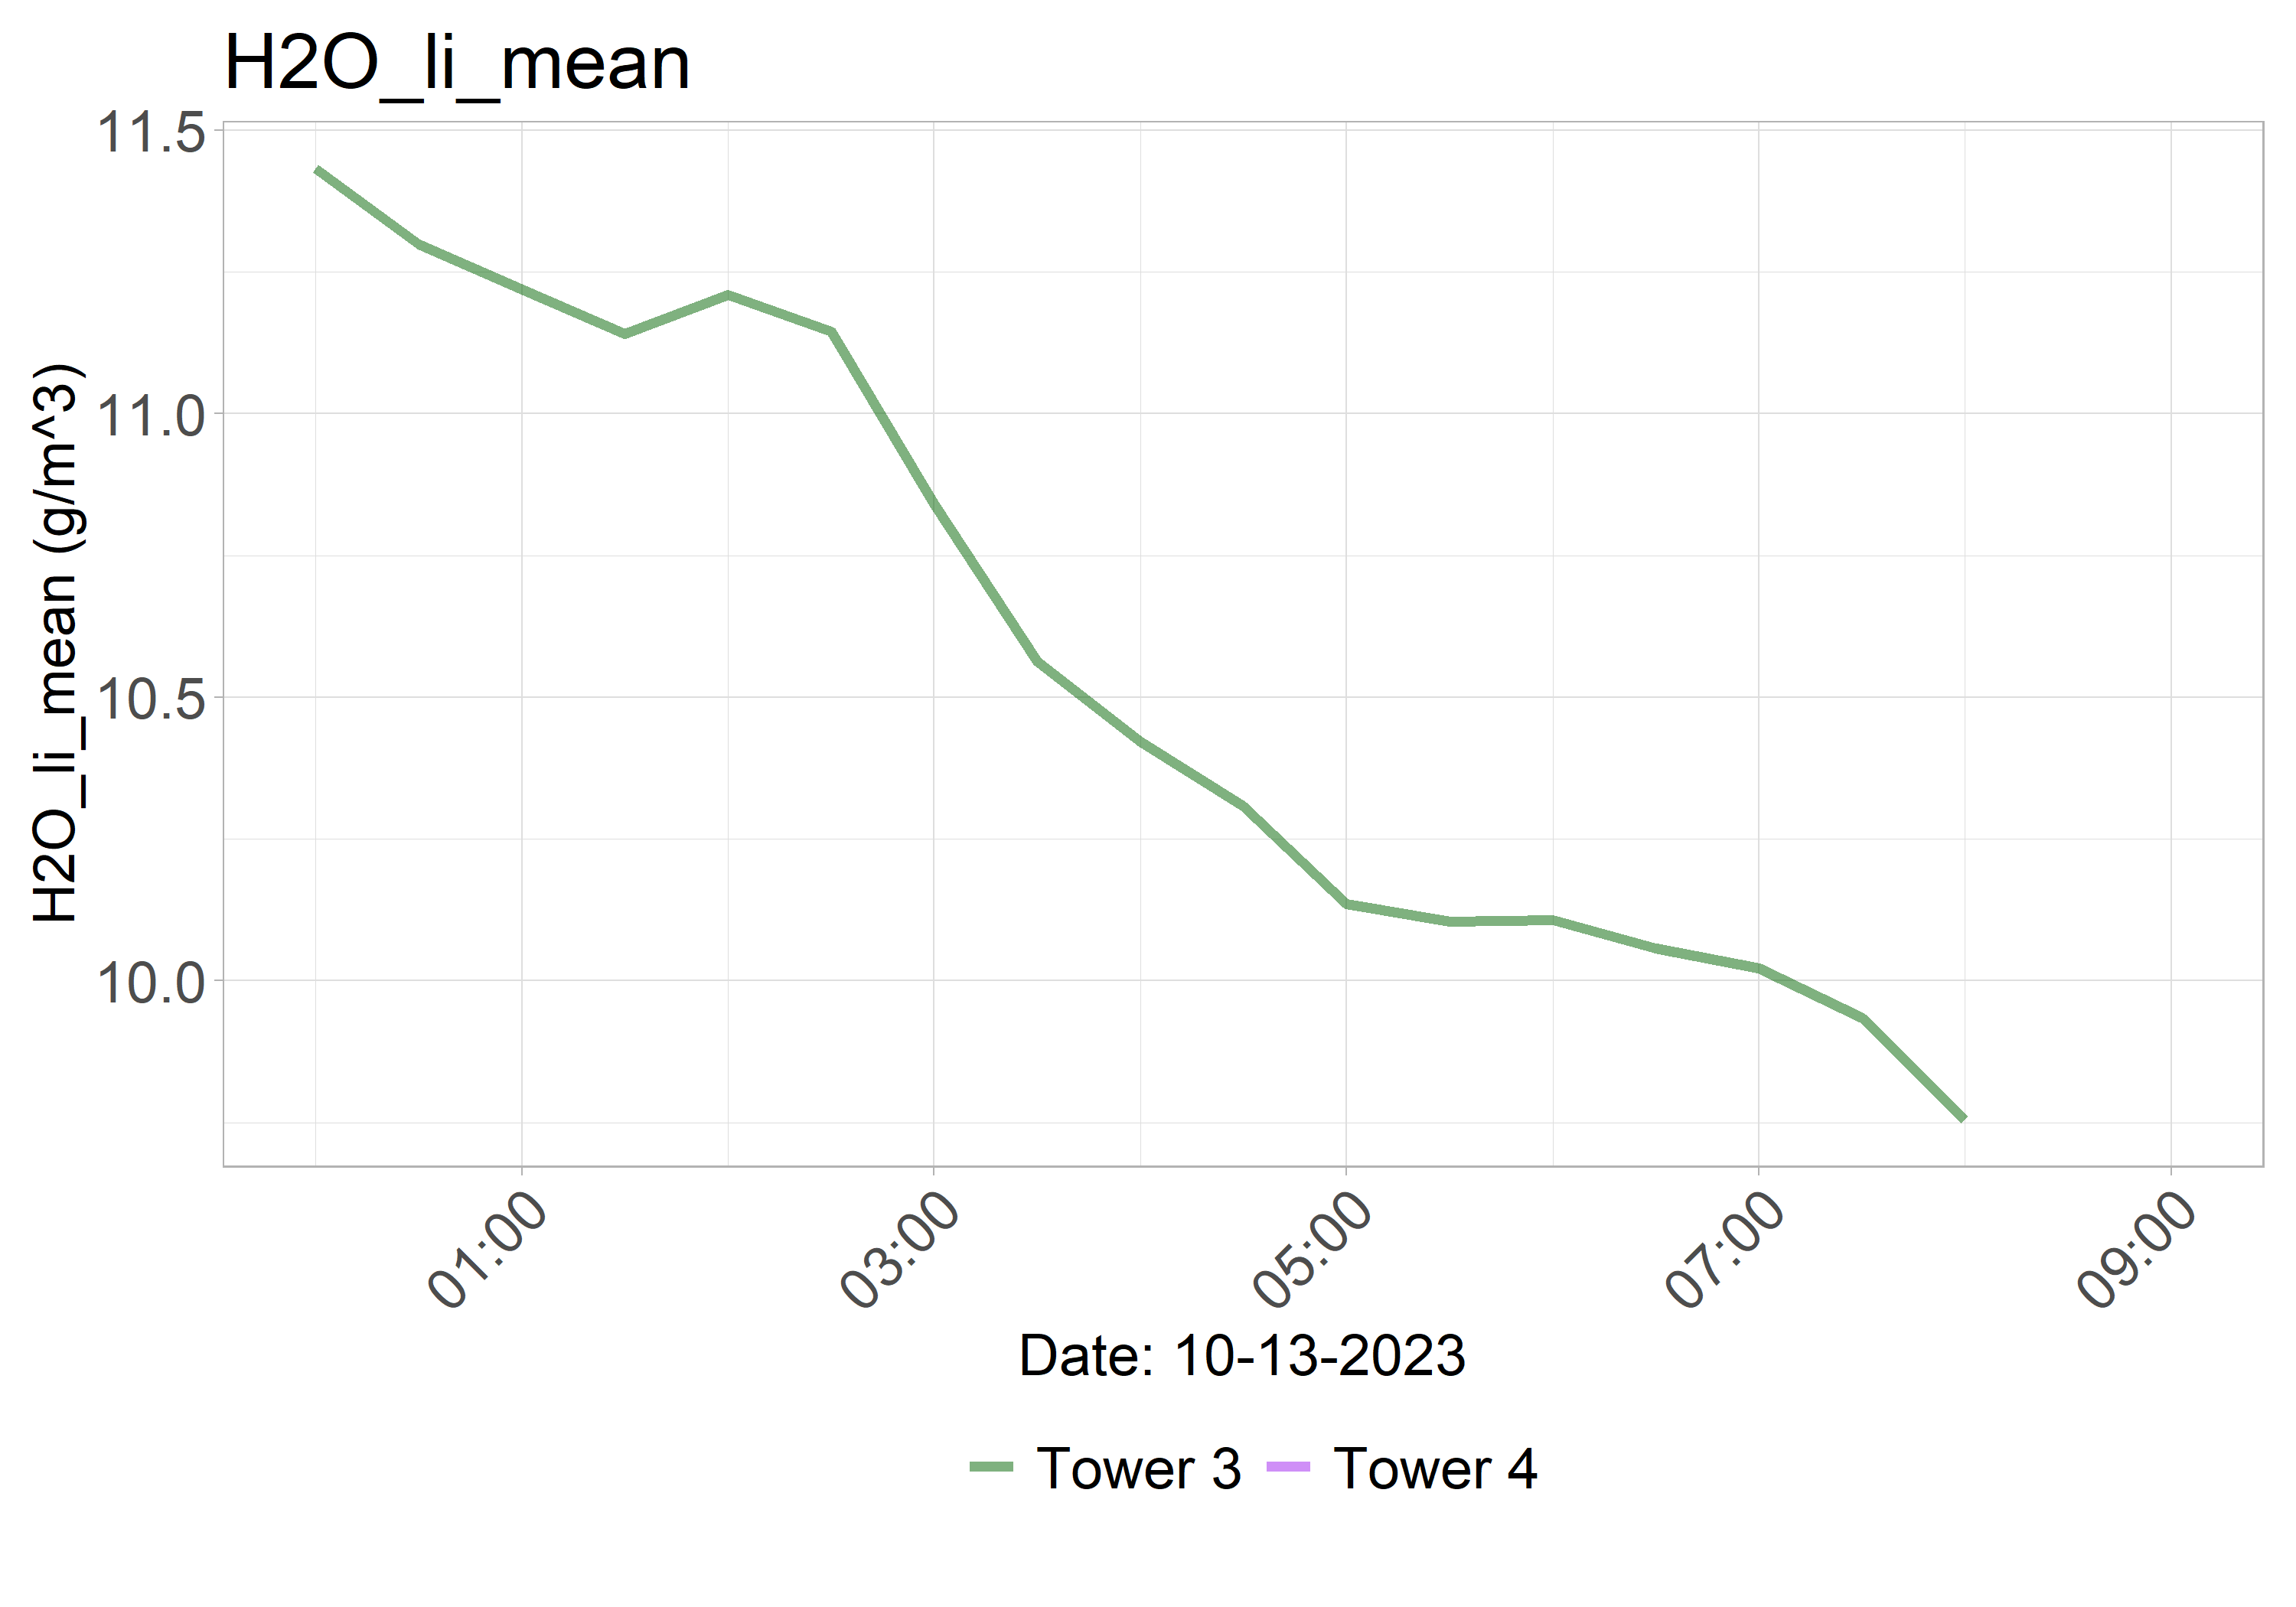 H2O_li_mean
H2O_li_mean (g/m^3)
11.5
11.0
10.5
10.0
01:00
03:00
05:00
07:00
09:00
Date: 10-13-2023
Tower 3
Tower 4